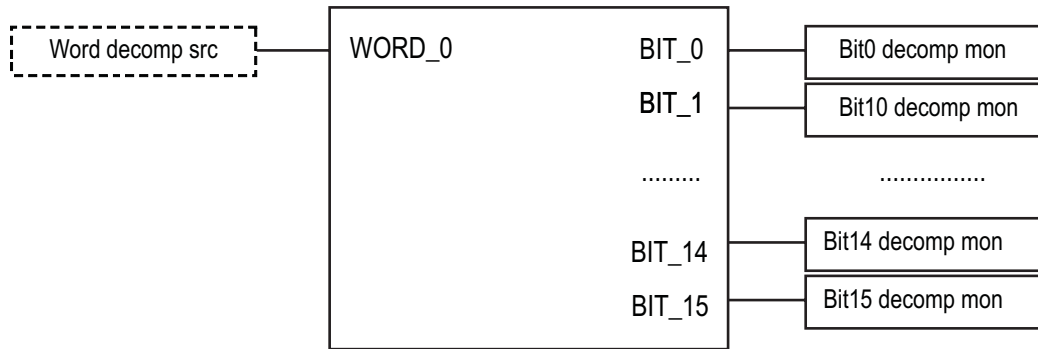 Word decomp src WORD_0 BIT_0 Bit0 decomp mon
BIT_1 Bit10 decomp mon
......... ................
BIT_14 Bit14 decomp mon
BIT_15 Bit15 decomp mon